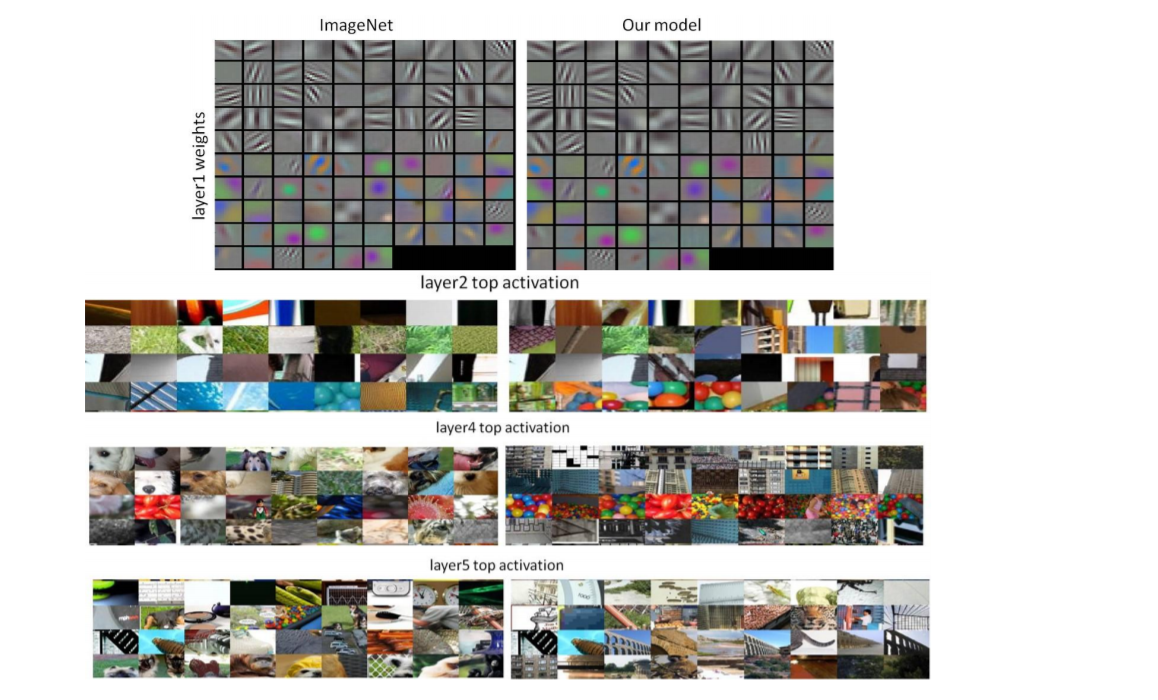 ImageNet
Our model
layer1 weights
layer2 top activation
layer4 top activation
layer5 top activation